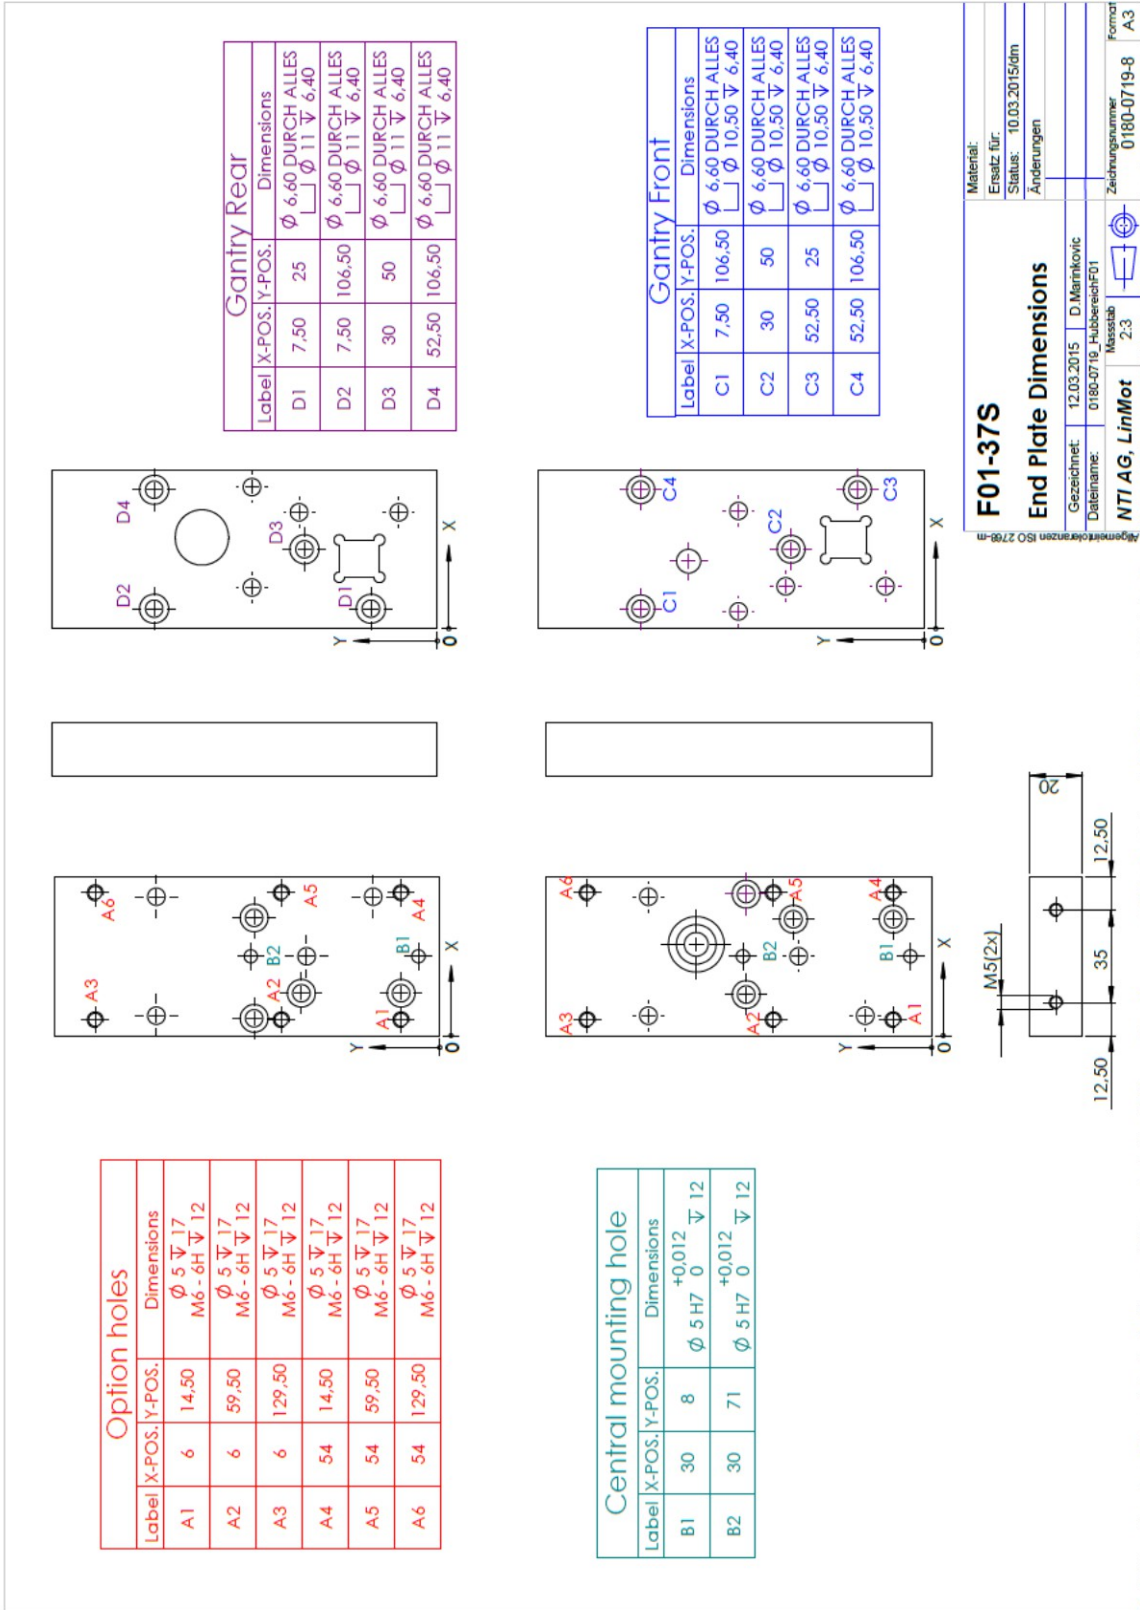 Option holes
Label X-POS. Y-POS. Dimensions
A1 6 14,50 Ø 5 ↧ 17
M6 - 6H ↧ 12
A2 6 59,50 Ø 5 ↧ 17
M6 - 6H ↧ 12
A3 6 129,50 Ø 5 ↧ 17
M6 - 6H ↧ 12
A4 54 14,50 Ø 5 ↧ 17
M6 - 6H ↧ 12
A5 54 59,50 Ø 5 ↧ 17
M6 - 6H ↧ 12
A6 54 129,50 Ø 5 ↧ 17
M6 - 6H ↧ 12
A3
A6
A2
B2
A5
A1
B1
A4
Y
X
0
D2
D4
D3
D1
Y
X
0
Gantry Rear
Label X-POS. Y-POS. Dimensions
D1 7,50 25 Ø 6,60 DURCH ALLES
⌴ Ø 11 ↧ 6,40
D2 7,50 106,50 Ø 6,60 DURCH ALLES
⌴ Ø 11 ↧ 6,40
D3 30 50 Ø 6,60 DURCH ALLES
⌴ Ø 11 ↧ 6,40
D4 52,50 106,50 Ø 6,60 DURCH ALLES
⌴ Ø 11 ↧ 6,40
Central mounting hole
Label X-POS. Y-POS. Dimensions
B1 30 8 Ø 5 H7 +0,012 0 ↧ 12
B2 30 71 Ø 5 H7 +0,012 0 ↧ 12
A3
A6
A2
B2
A5
A1
B1
A4
Y
X
0
C1
C4
C2
C3
Y
X
0
Gantry Front
Label X-POS. Y-POS. Dimensions
C1 7,50 106,50 Ø 6,60 DURCH ALLES
⌴ Ø 10,50 ↧ 6,40
C2 30 50 Ø 6,60 DURCH ALLES
⌴ Ø 10,50 ↧ 6,40
C3 52,50 25 Ø 6,60 DURCH ALLES
⌴ Ø 10,50 ↧ 6,40
C4 52,50 106,50 Ø 6,60 DURCH ALLES
⌴ Ø 10,50 ↧ 6,40
M5(2x)
20
12,50
35
12,50
Allgemeintoleranzen ISO 2768-m
F01-37S
End Plate Dimensions
Material:
Ersatz für:
Status: 10.03.2015/dm
Änderungen
Gezeichnet: 12.03.2015 D.Marinkovic
Dateiname: 0180-0719_HubbereichF01
NTI AG, LinMot
Massstab
2:3
Zeichnungsnummer
0180-0719-8
Format
A3